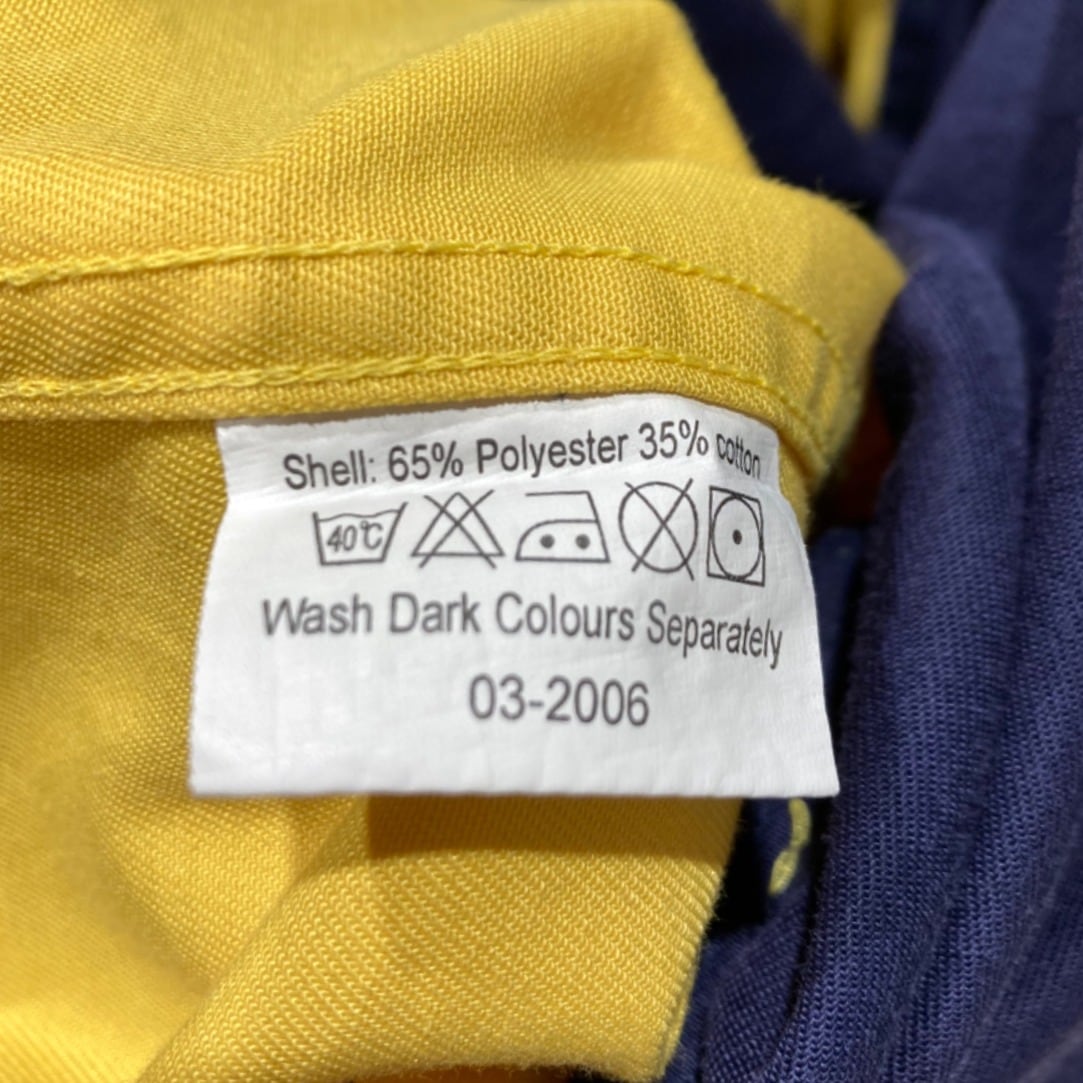 Shell: 65% Polyester 35% cotton
40°C
Wash Dark Colours Separately
03-2006